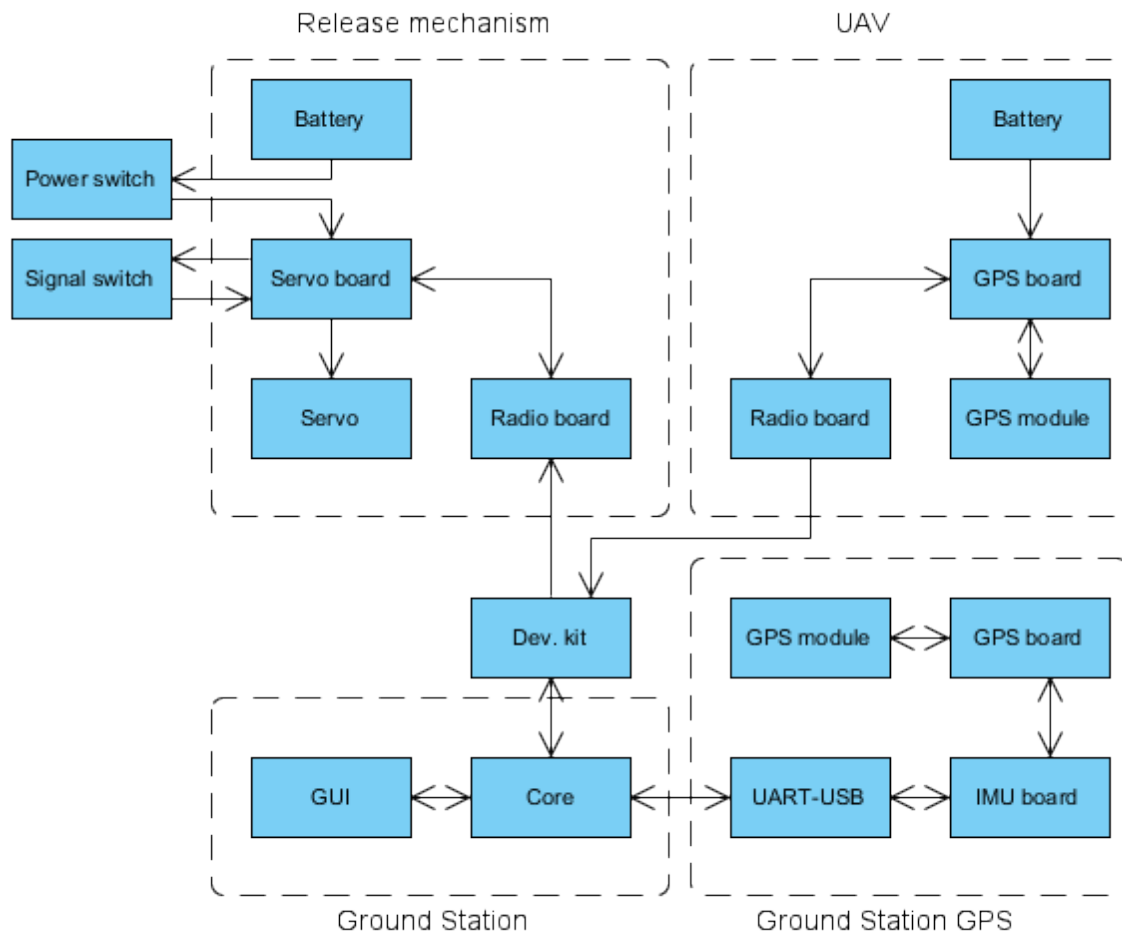 Release mechanism
UAV
Battery
Battery
Power switch
Signal switch
Servo board
GPS board
Servo
Radio board
Radio board
GPS module
Dev. kit
GPS module
GPS board
GUI
Core
UART-USB
IMU board
Ground Station
Ground Station GPS